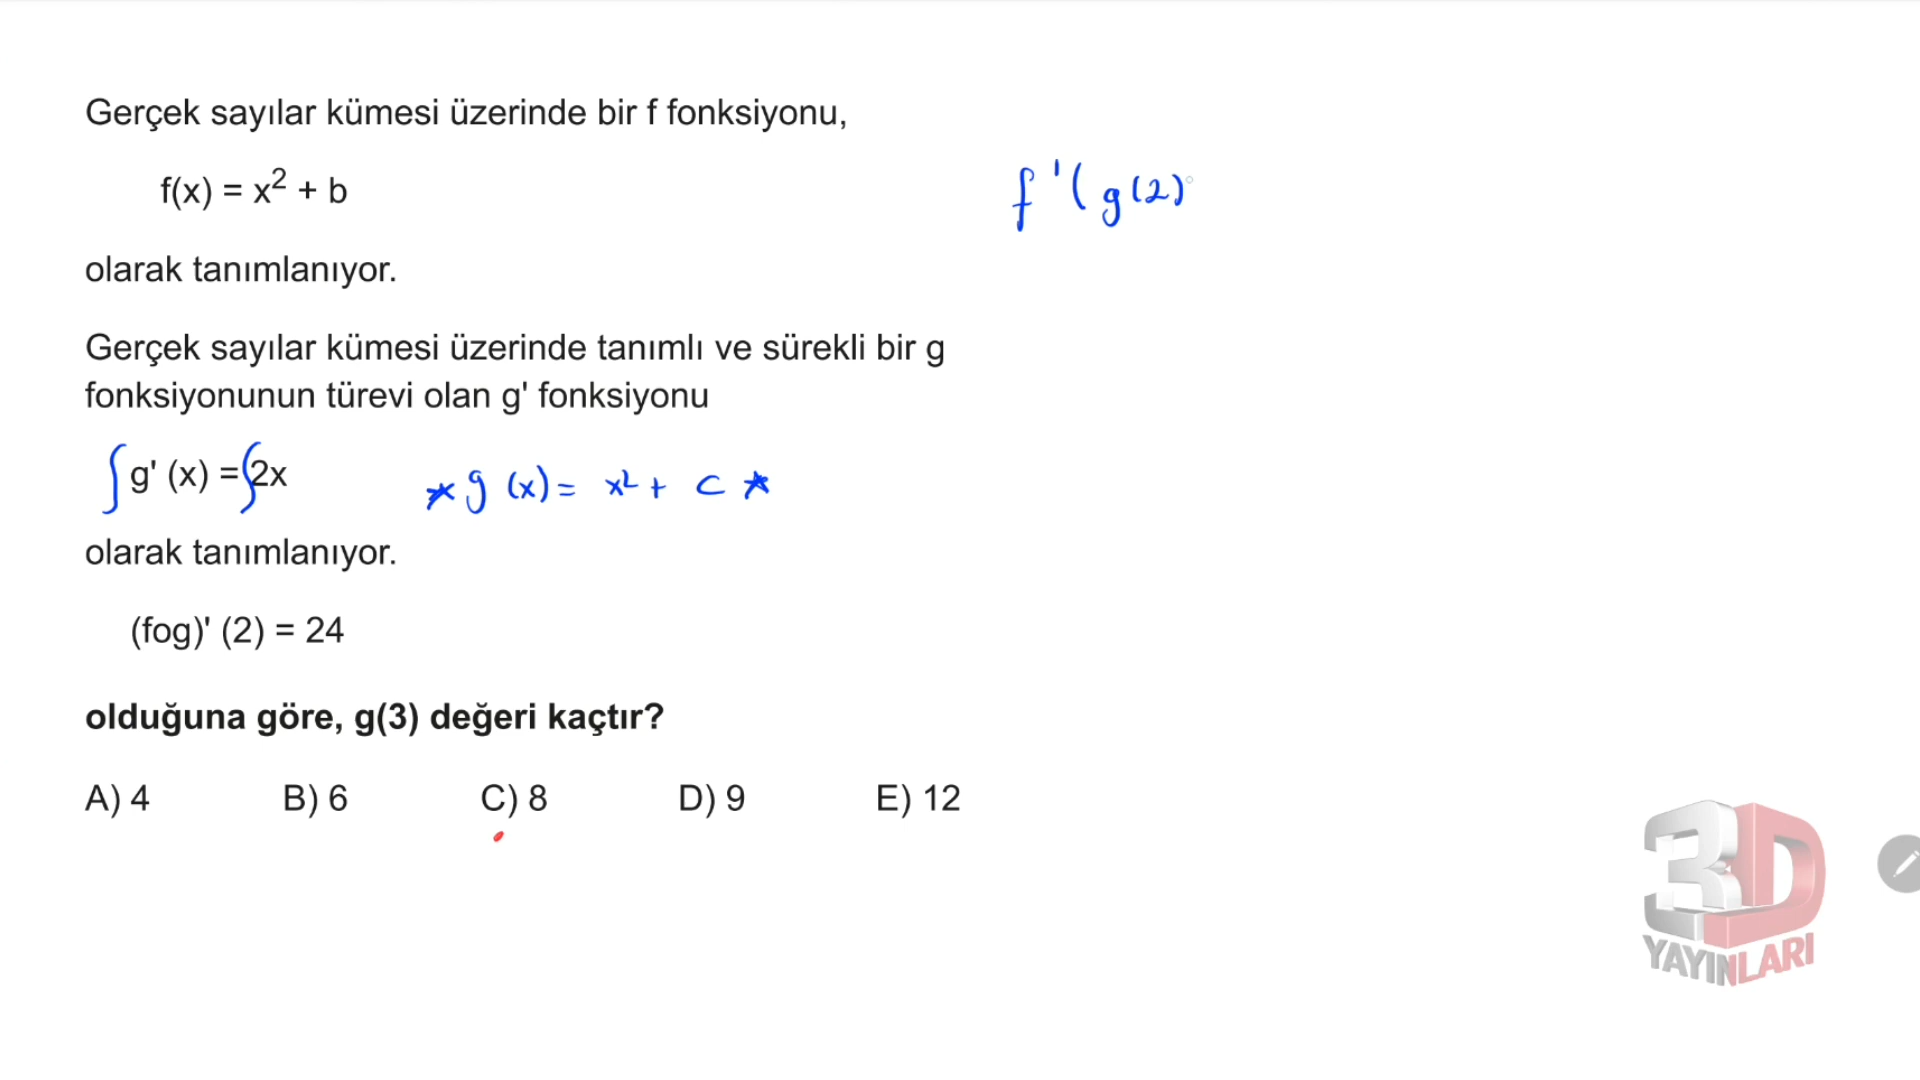 Gerçek sayılar kümesi üzerinde bir f fonksiyonu,
f(x) = x² + b
f '( g(2)
olarak tanımlanıyor.
Gerçek sayılar kümesi üzerinde tanımlı ve sürekli bir g
fonksiyonunun türevi olan g' fonksiyonu
∫ g' (x) = ∫ 2x
* g (x) = x² + c *
olarak tanımlanıyor.
(fog)' (2) = 24
olduğuna göre, g(3) değeri kaçtır?
A) 4 B) 6 C) 8 D) 9 E) 12
3D
YAYINLARI